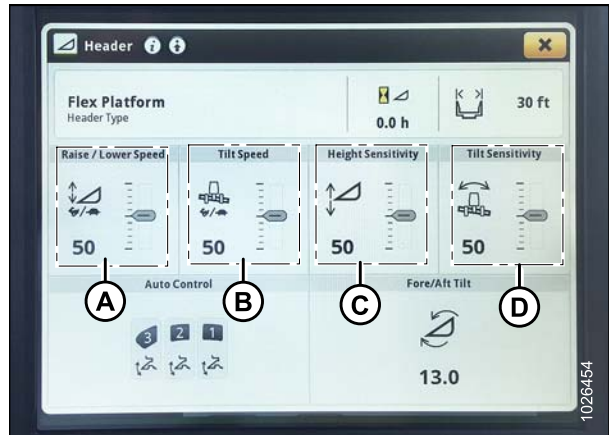 Header
Flex Platform
Header Type
0.0 h
30 ft
Raise / Lower Speed
Tilt Speed
Height Sensitivity
Tilt Sensitivity
50
50
50
50
A
B
C
D
Auto Control
Fore/Aft Tilt
3 2 1
13.0
1026454